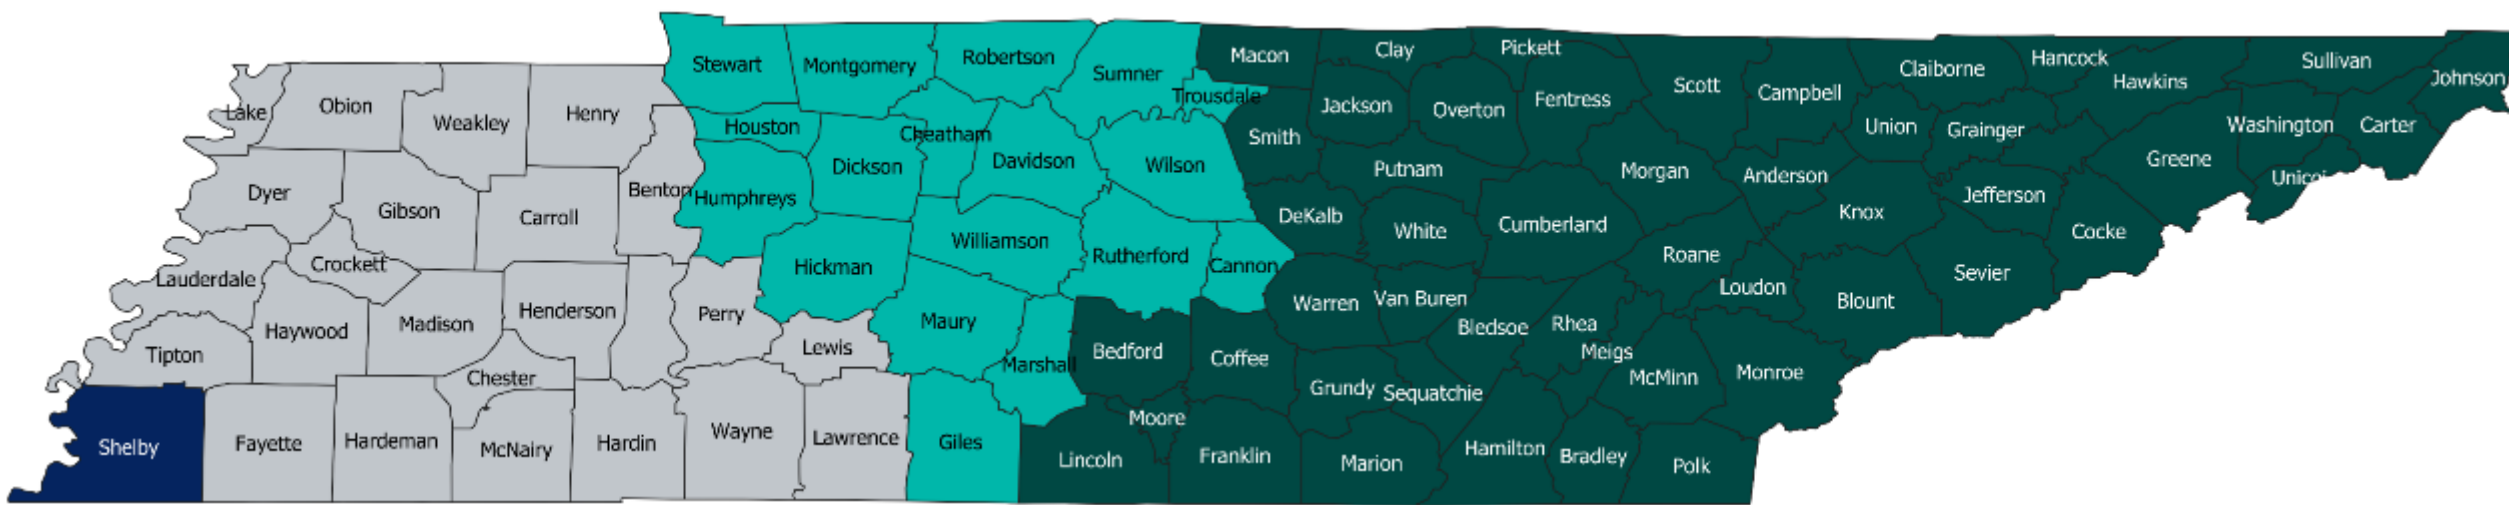 Stewart
Montgomery
Robertson
Sumner
Trousdale
Macon
Clay
Pickett
Scott
Campbell
Claiborne
Hancock
Hawkins
Sullivan
Johnson
Lake
Obion
Weakley
Henry
Houston
Cheatham
Dickson
Davidson
Wilson
Smith
Jackson
Overton
Fentress
Union
Grainger
Washington
Carter
Greene
Unicoi
Dyer
Gibson
Carroll
Benton
Humphreys
Putnam
Morgan
Anderson
Knox
Jefferson
Cocke
DeKalb
White
Cumberland
Roane
Loudon
Sevier
Blount
Lauderdale
Crockett
Hickman
Williamson
Rutherford
Cannon
Tipton
Haywood
Madison
Henderson
Perry
Lewis
Maury
Marshall
Bedford
Coffee
Warren
Van Buren
Bledsoe
Rhea
Meigs
McMinn
Monroe
Chester
Grundy
Sequatchie
Shelby
Fayette
Hardeman
McNairy
Hardin
Wayne
Lawrence
Giles
Lincoln
Moore
Franklin
Marion
Hamilton
Bradley
Polk